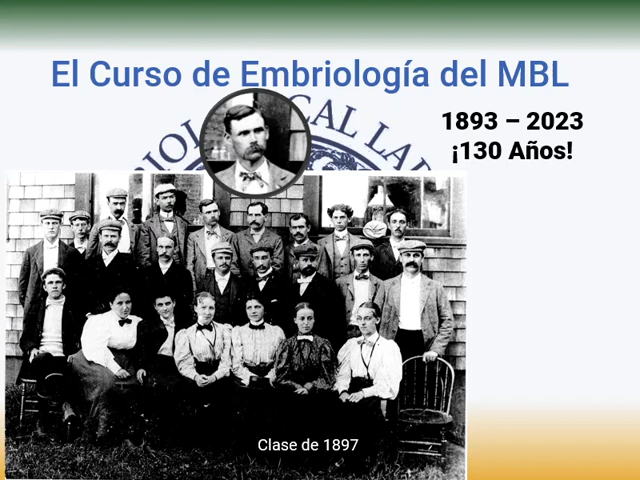 El Curso de Embriología del MBL
1893 – 2023
¡130 Años!
Clase de 1897